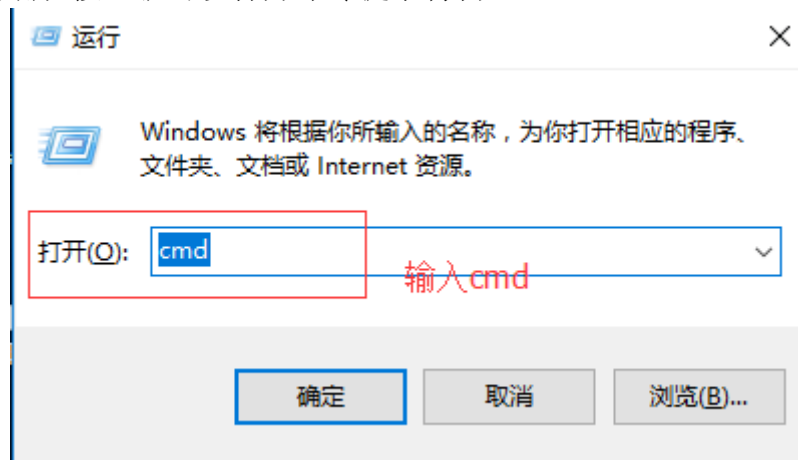 运行
Windows 将根据你所输入的名称，为你打开相应的程序、
文件夹、文档或 Internet 资源。
打开(O): cmd
输入cmd
确定 取消 浏览(B)...